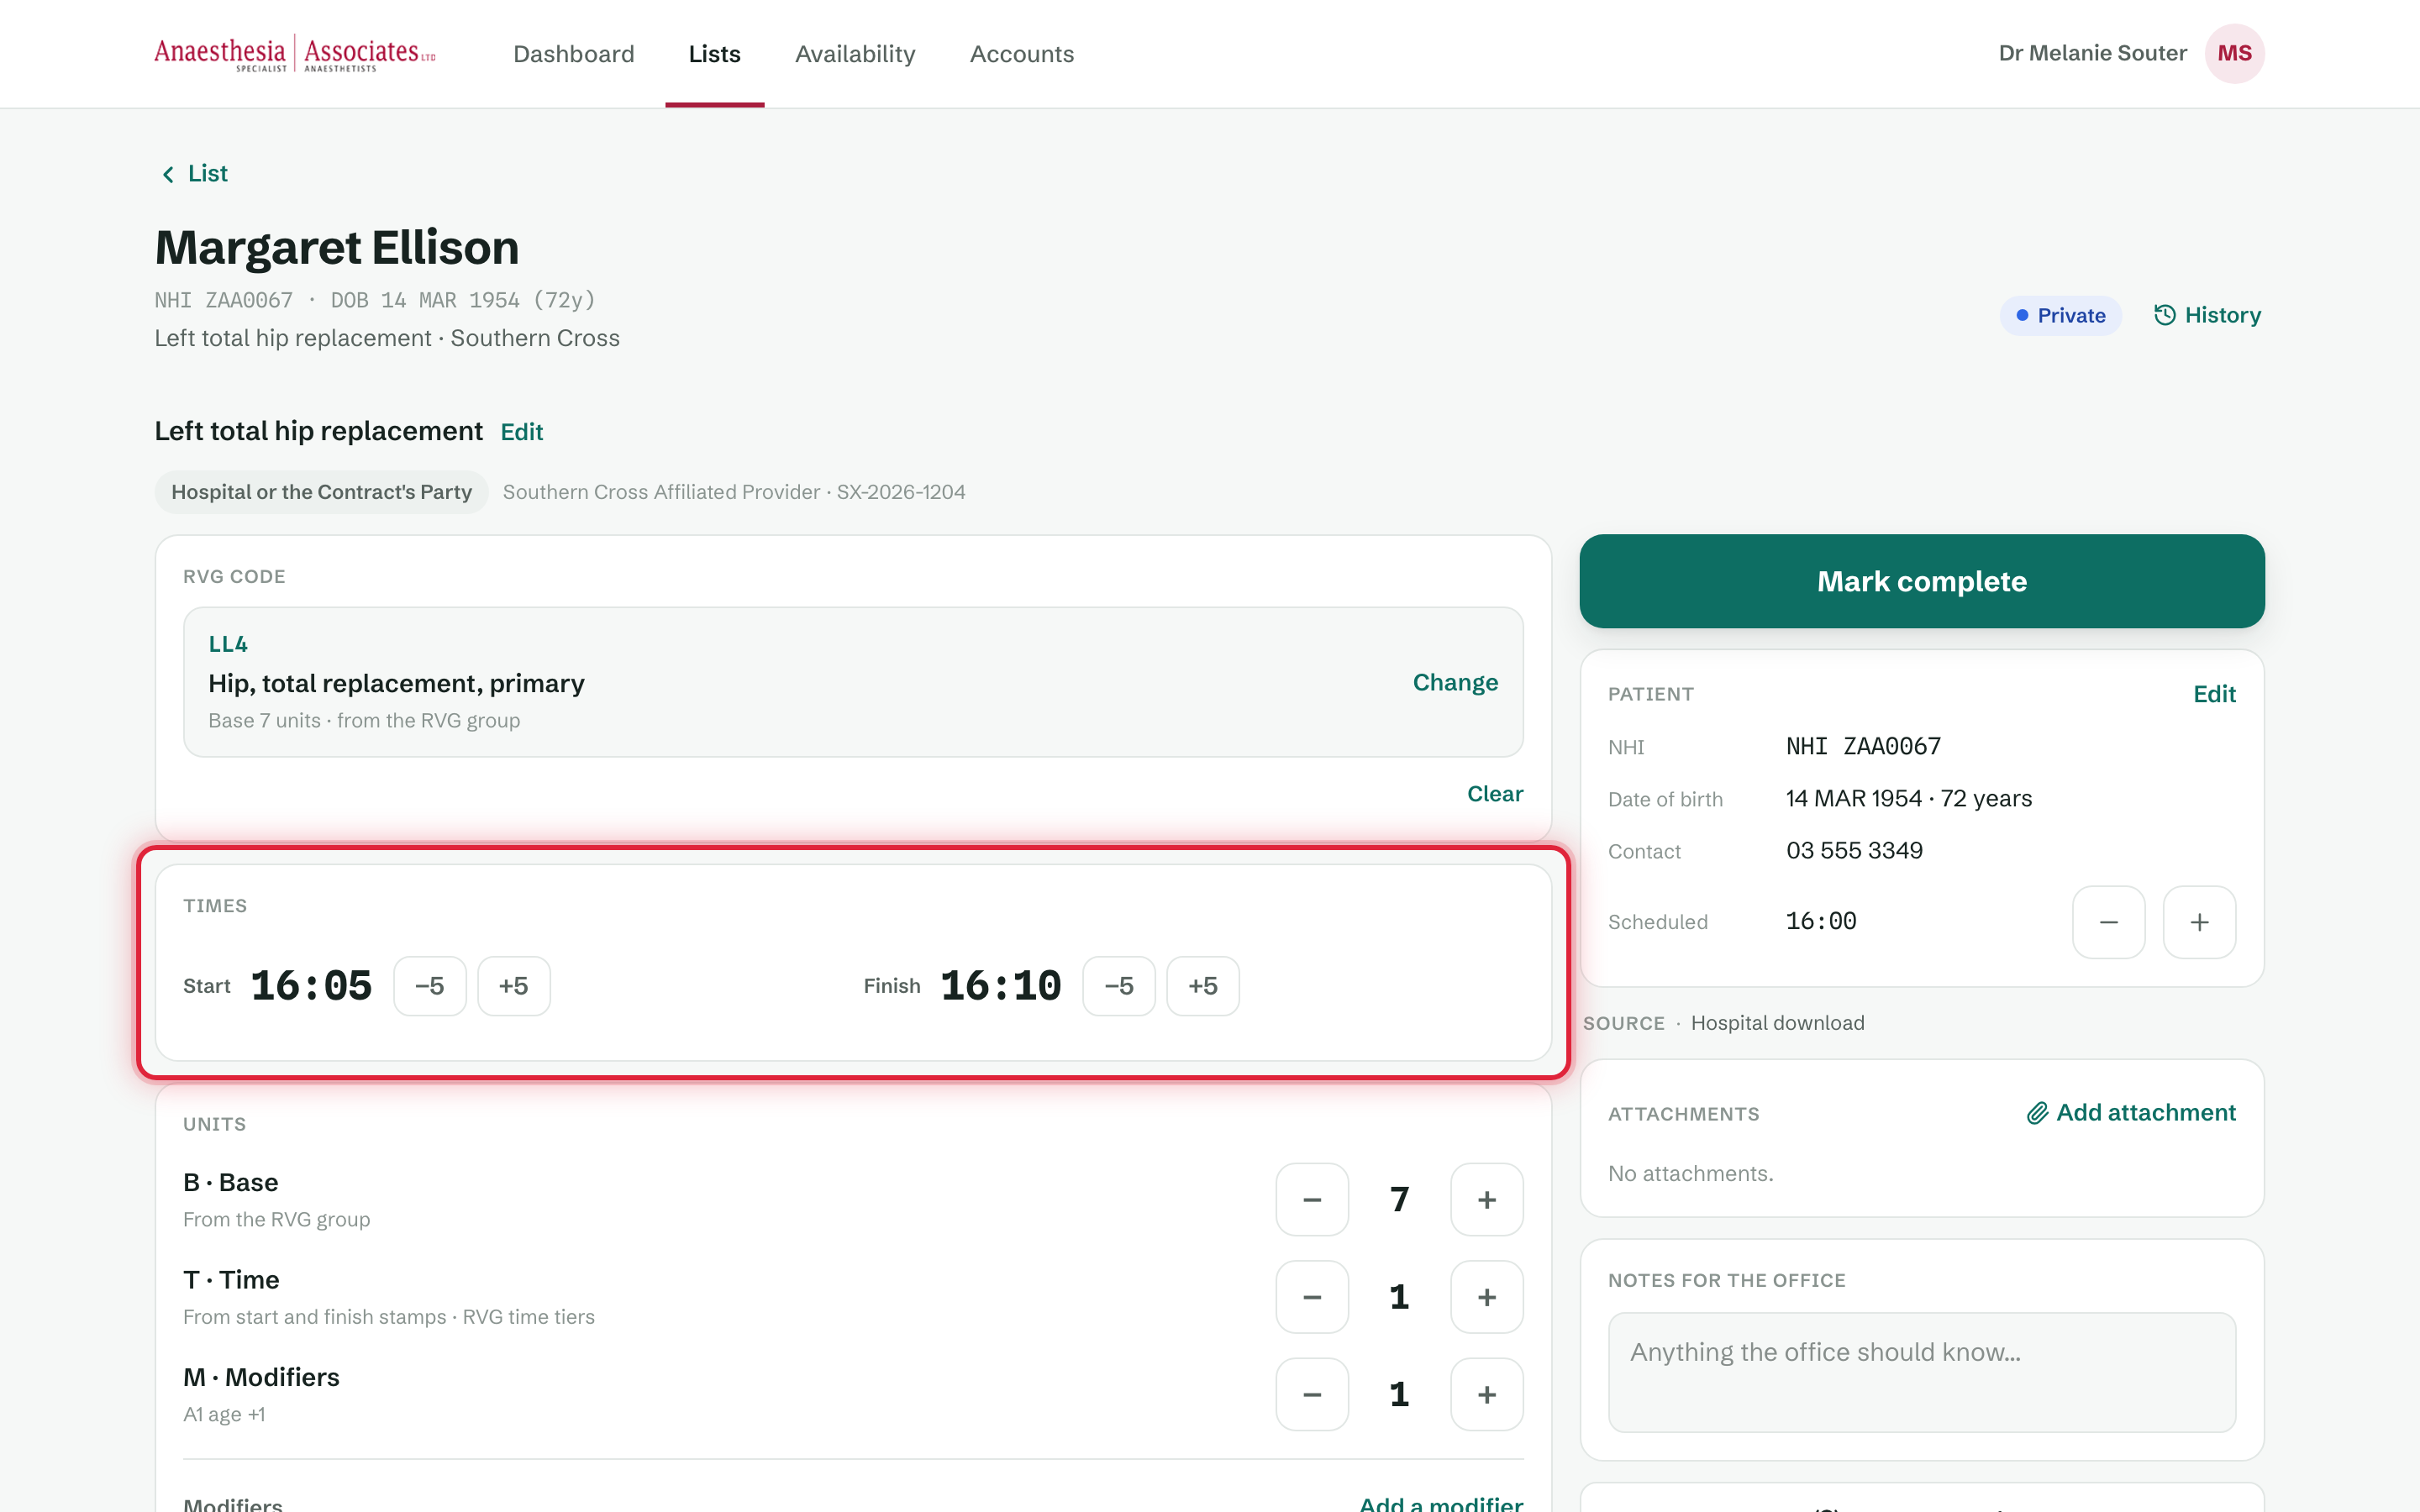 Anaesthesia | Associates LTD
SPECIALIST ANAESTHETISTS
Dashboard
Lists
Availability
Accounts
Dr Melanie Souter
MS
List
Margaret Ellison
NHI ZAA0067 · DOB 14 MAR 1954 (72y)
Left total hip replacement · Southern Cross
Private
History
Left total hip replacement
Edit
Hospital or the Contract's Party
Southern Cross Affiliated Provider · SX-2026-1204
RVG CODE
LL4
Hip, total replacement, primary
Base 7 units · from the RVG group
Change
Clear
TIMES
Start 16:05 −5 +5
Finish 16:10 −5 +5
UNITS
B · Base
From the RVG group
− 7 +
T · Time
From start and finish stamps · RVG time tiers
− 1 +
M · Modifiers
A1 age +1
− 1 +
Modifiers
Add a modifier
Mark complete
PATIENT
Edit
NHI
NHI ZAA0067
Date of birth
14 MAR 1954 · 72 years
Contact
03 555 3349
Scheduled
16:00
− +
SOURCE · Hospital download
ATTACHMENTS
Add attachment
No attachments.
NOTES FOR THE OFFICE
Anything the office should know…